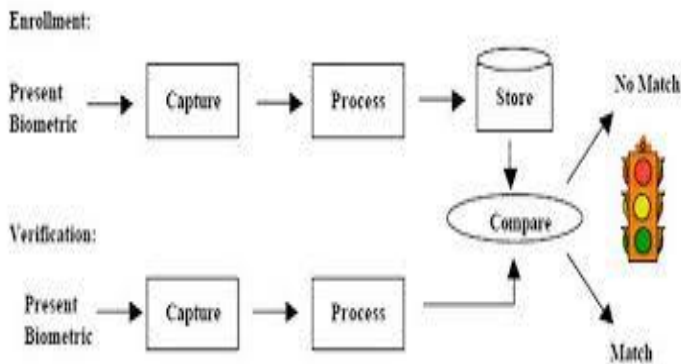 Enrollment:
Present
Biometric
Capture
Process
Store
No Match
Compare
Verification:
Present
Biometric
Capture
Process
Match